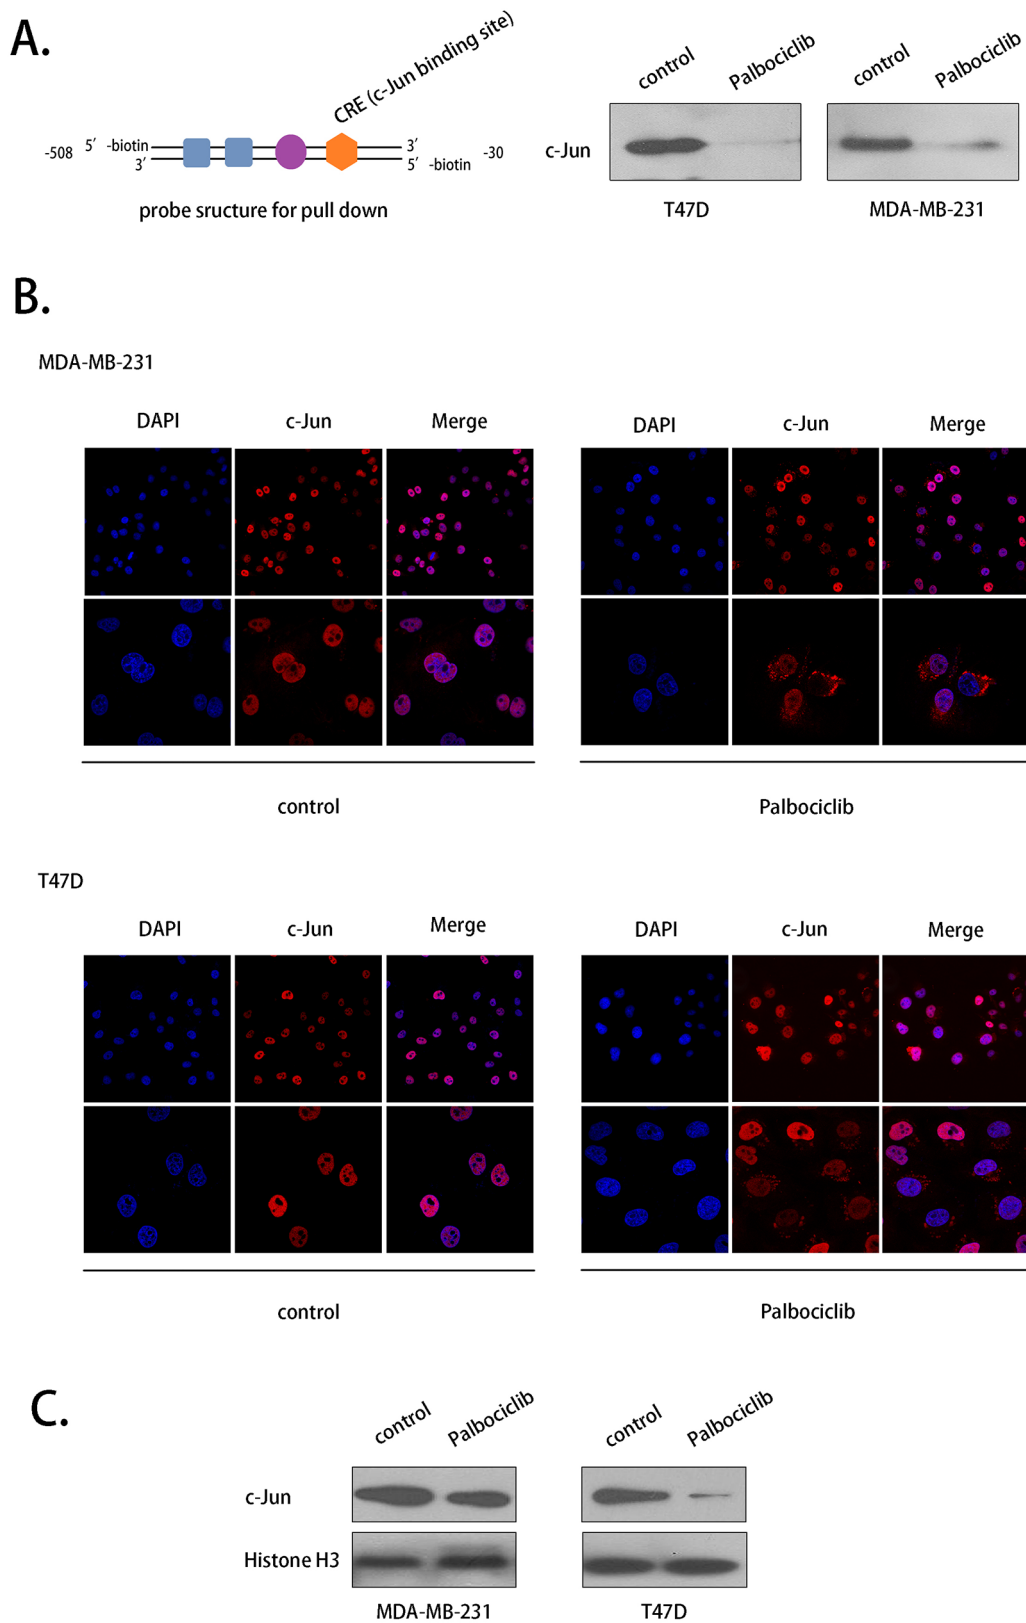 A.
CRE (c-Jun binding site)
-508 5′ -biotin 3′
3′ 5′ -biotin -30
probe sructure for pull down
control Palbociclib control Palbociclib
c-Jun
T47D MDA-MB-231
B.
MDA-MB-231
DAPI c-Jun Merge DAPI c-Jun Merge
control Palbociclib
T47D
DAPI c-Jun Merge DAPI c-Jun Merge
control Palbociclib
C.
control Palbociclib control Palbociclib
c-Jun
Histone H3
MDA-MB-231 T47D